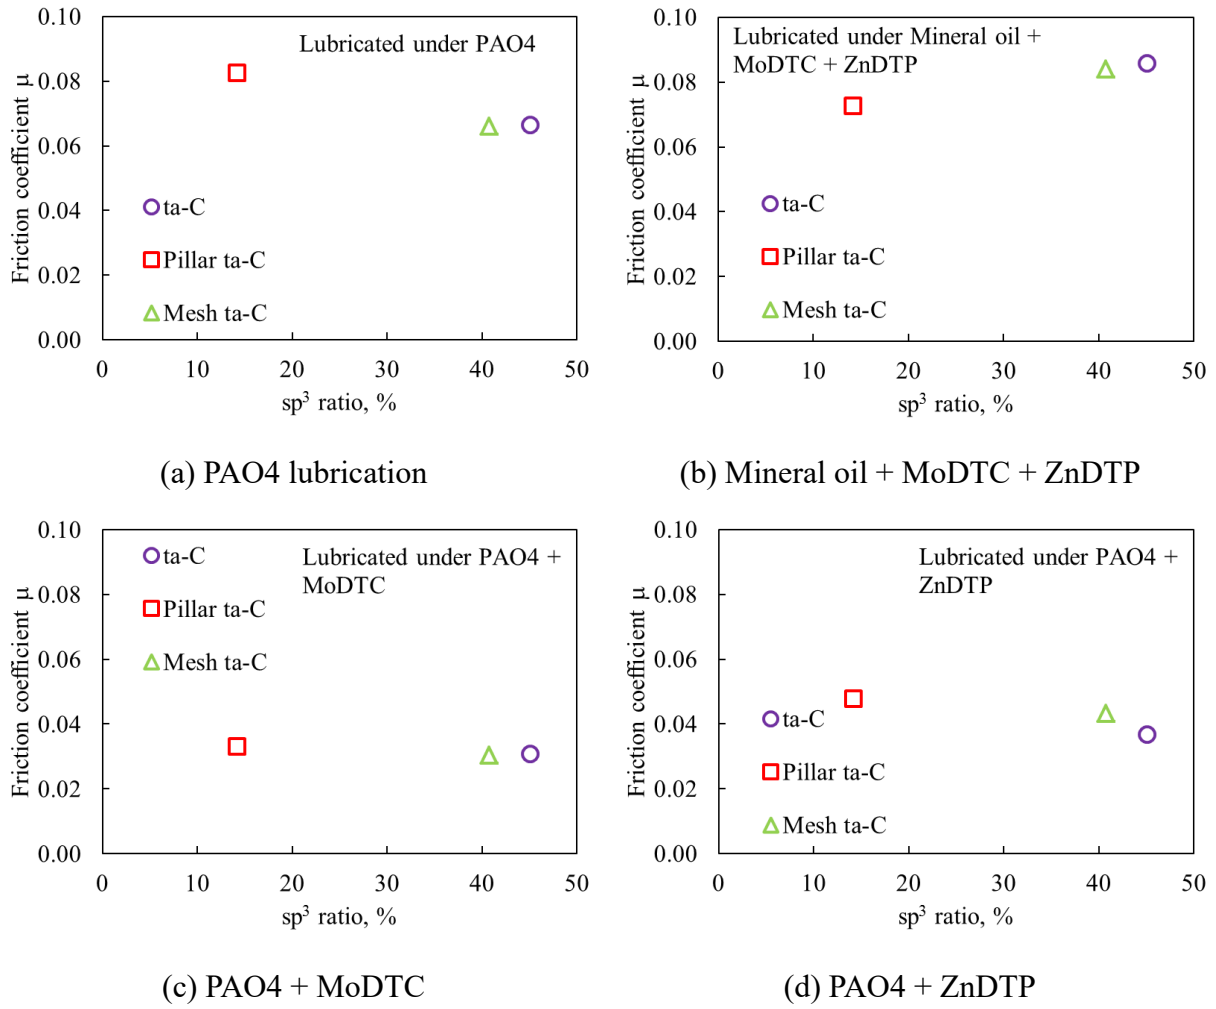 0.10
0.08
0.06
0.04
0.02
0.00
Friction coefficient μ
Lubricated under PAO4
ta-C
Pillar ta-C
Mesh ta-C
0 10 20 30 40 50
sp³ ratio, %
(a) PAO4 lubrication
0.10
0.08
0.06
0.04
0.02
0.00
Friction coefficient μ
Lubricated under Mineral oil +
MoDTC + ZnDTP
ta-C
Pillar ta-C
Mesh ta-C
0 10 20 30 40 50
sp³ ratio, %
(b) Mineral oil + MoDTC + ZnDTP
0.10
0.08
0.06
0.04
0.02
0.00
Friction coefficient μ
Lubricated under PAO4 +
MoDTC
ta-C
Pillar ta-C
Mesh ta-C
0 10 20 30 40 50
sp³ ratio, %
(c) PAO4 + MoDTC
0.10
0.08
0.06
0.04
0.02
0.00
Friction coefficient μ
Lubricated under PAO4 +
ZnDTP
ta-C
Pillar ta-C
Mesh ta-C
0 10 20 30 40 50
sp³ ratio, %
(d) PAO4 + ZnDTP